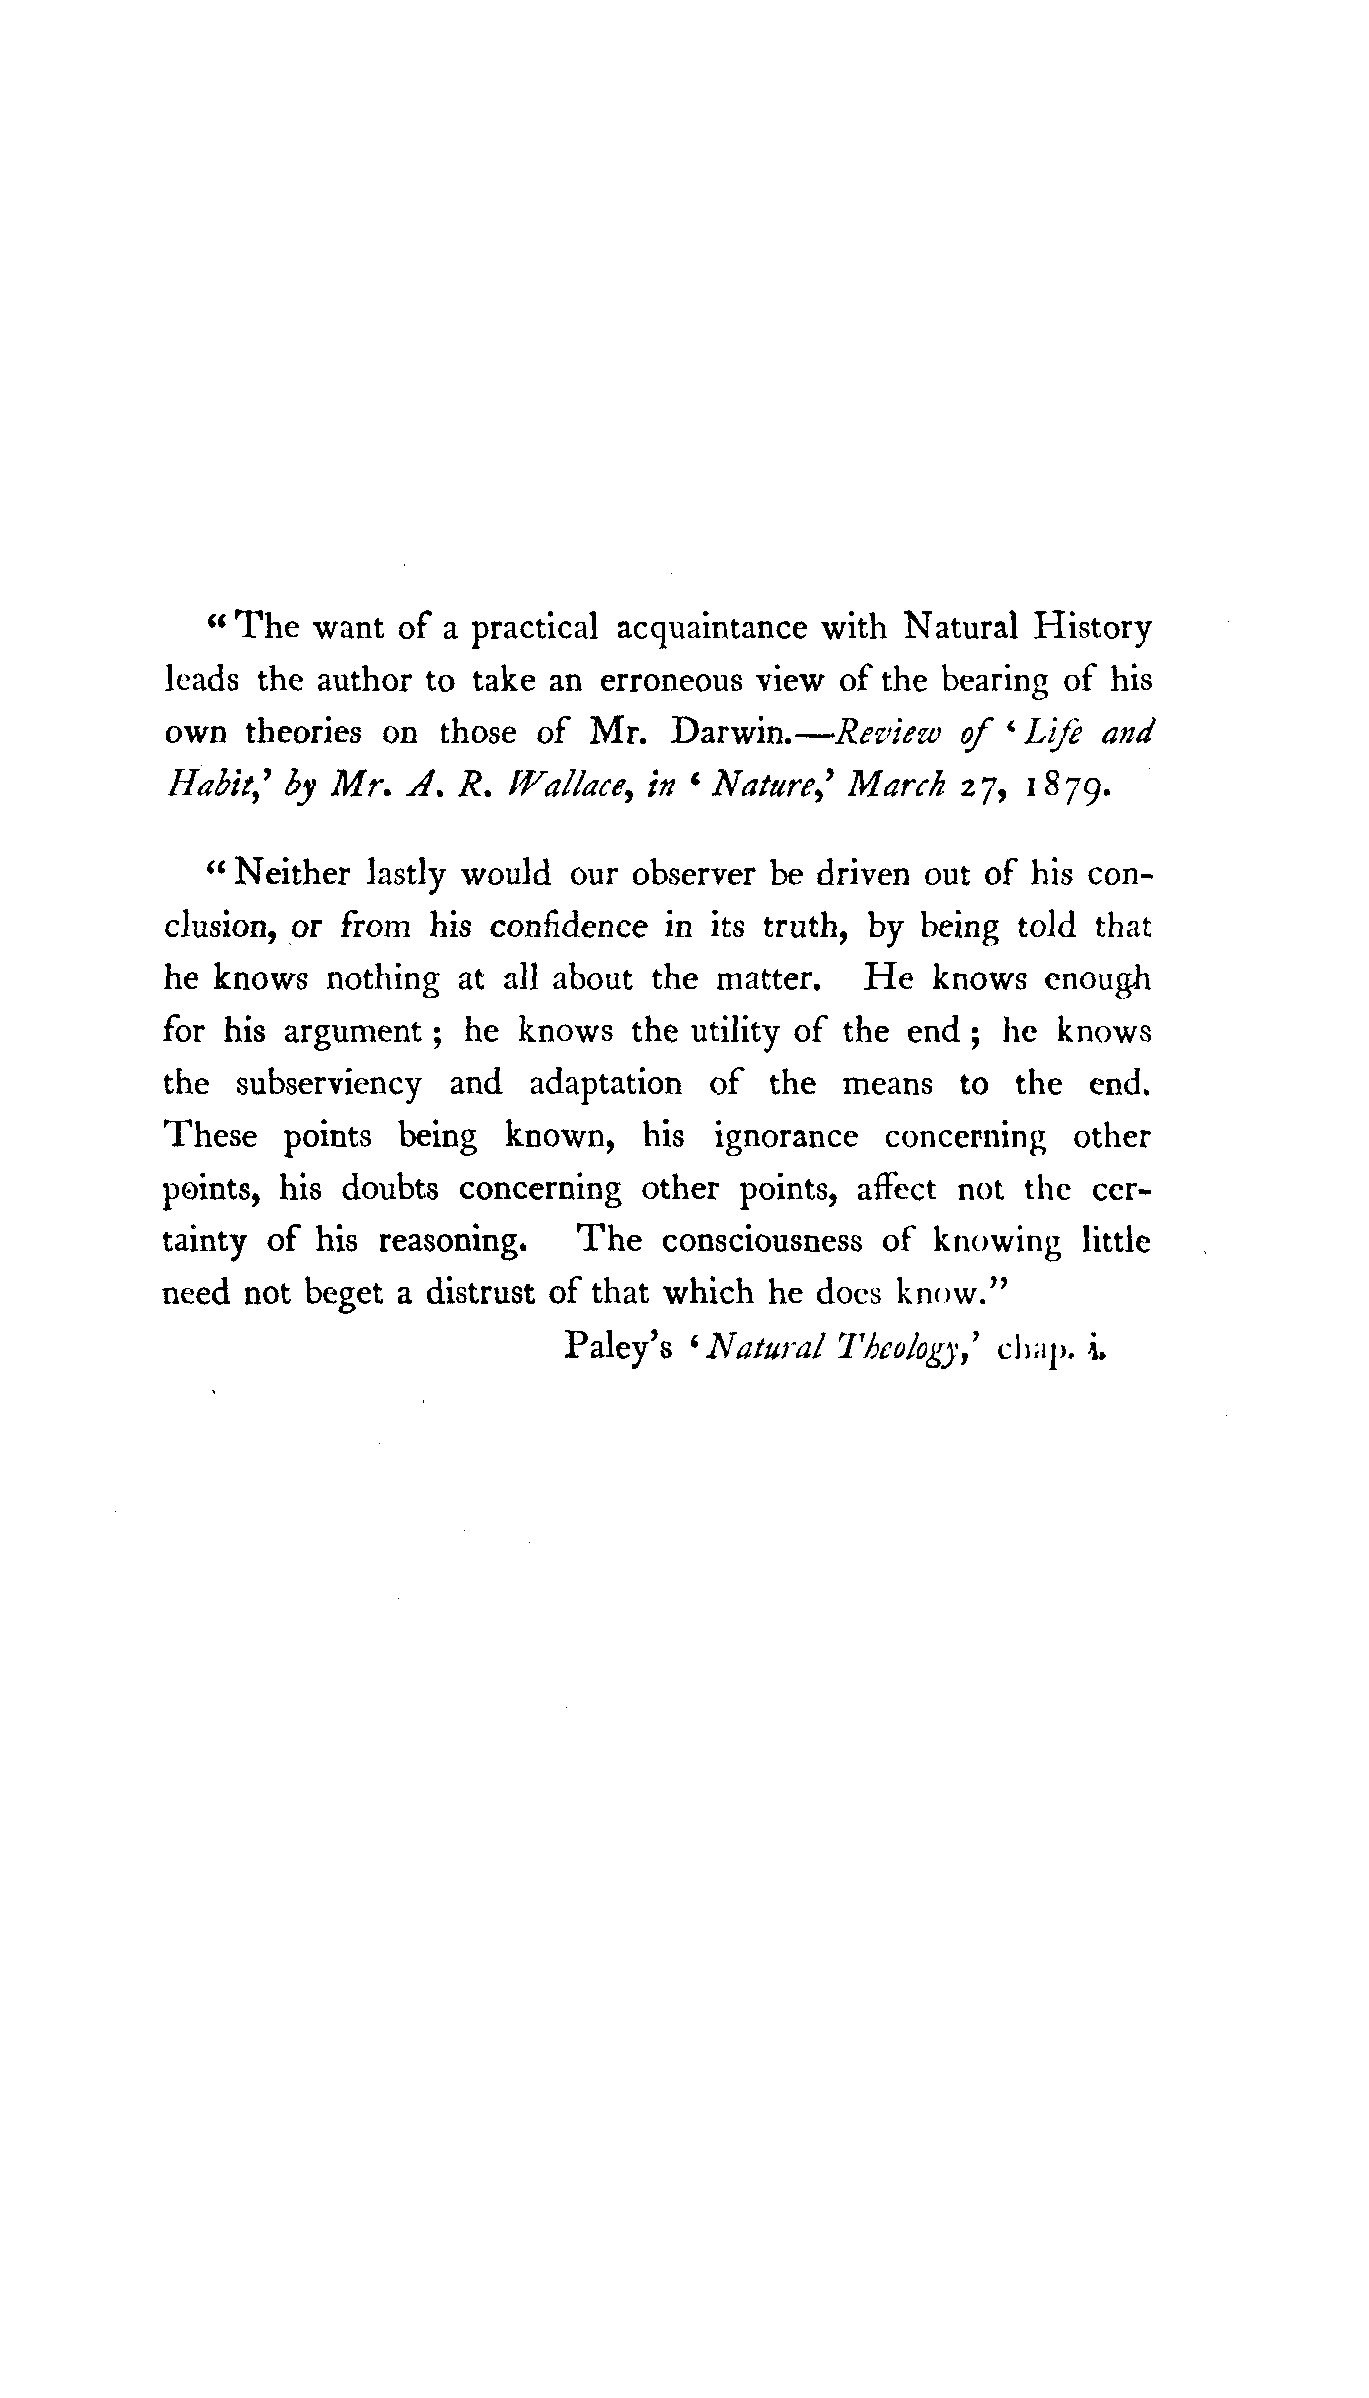 “ The want of a practical acquaintance with Natural History
leads the author to take an erroneous view of the bearing of his
own theories on those of Mr. Darwin.—Review of ‘ Life and
Habit,’ by Mr. A. R. Wallace, in ‘ Nature,’ March 27, 1879.
“ Neither lastly would our observer be driven out of his con-
clusion, or from his confidence in its truth, by being told that
he knows nothing at all about the matter. He knows enough
for his argument ; he knows the utility of the end ; he knows
the subserviency and adaptation of the means to the end.
These points being known, his ignorance concerning other
points, his doubts concerning other points, affect not the cer-
tainty of his reasoning. The consciousness of knowing little
need not beget a distrust of that which he does know.”
Paley’s ‘ Natural Theology,’ chap. i.